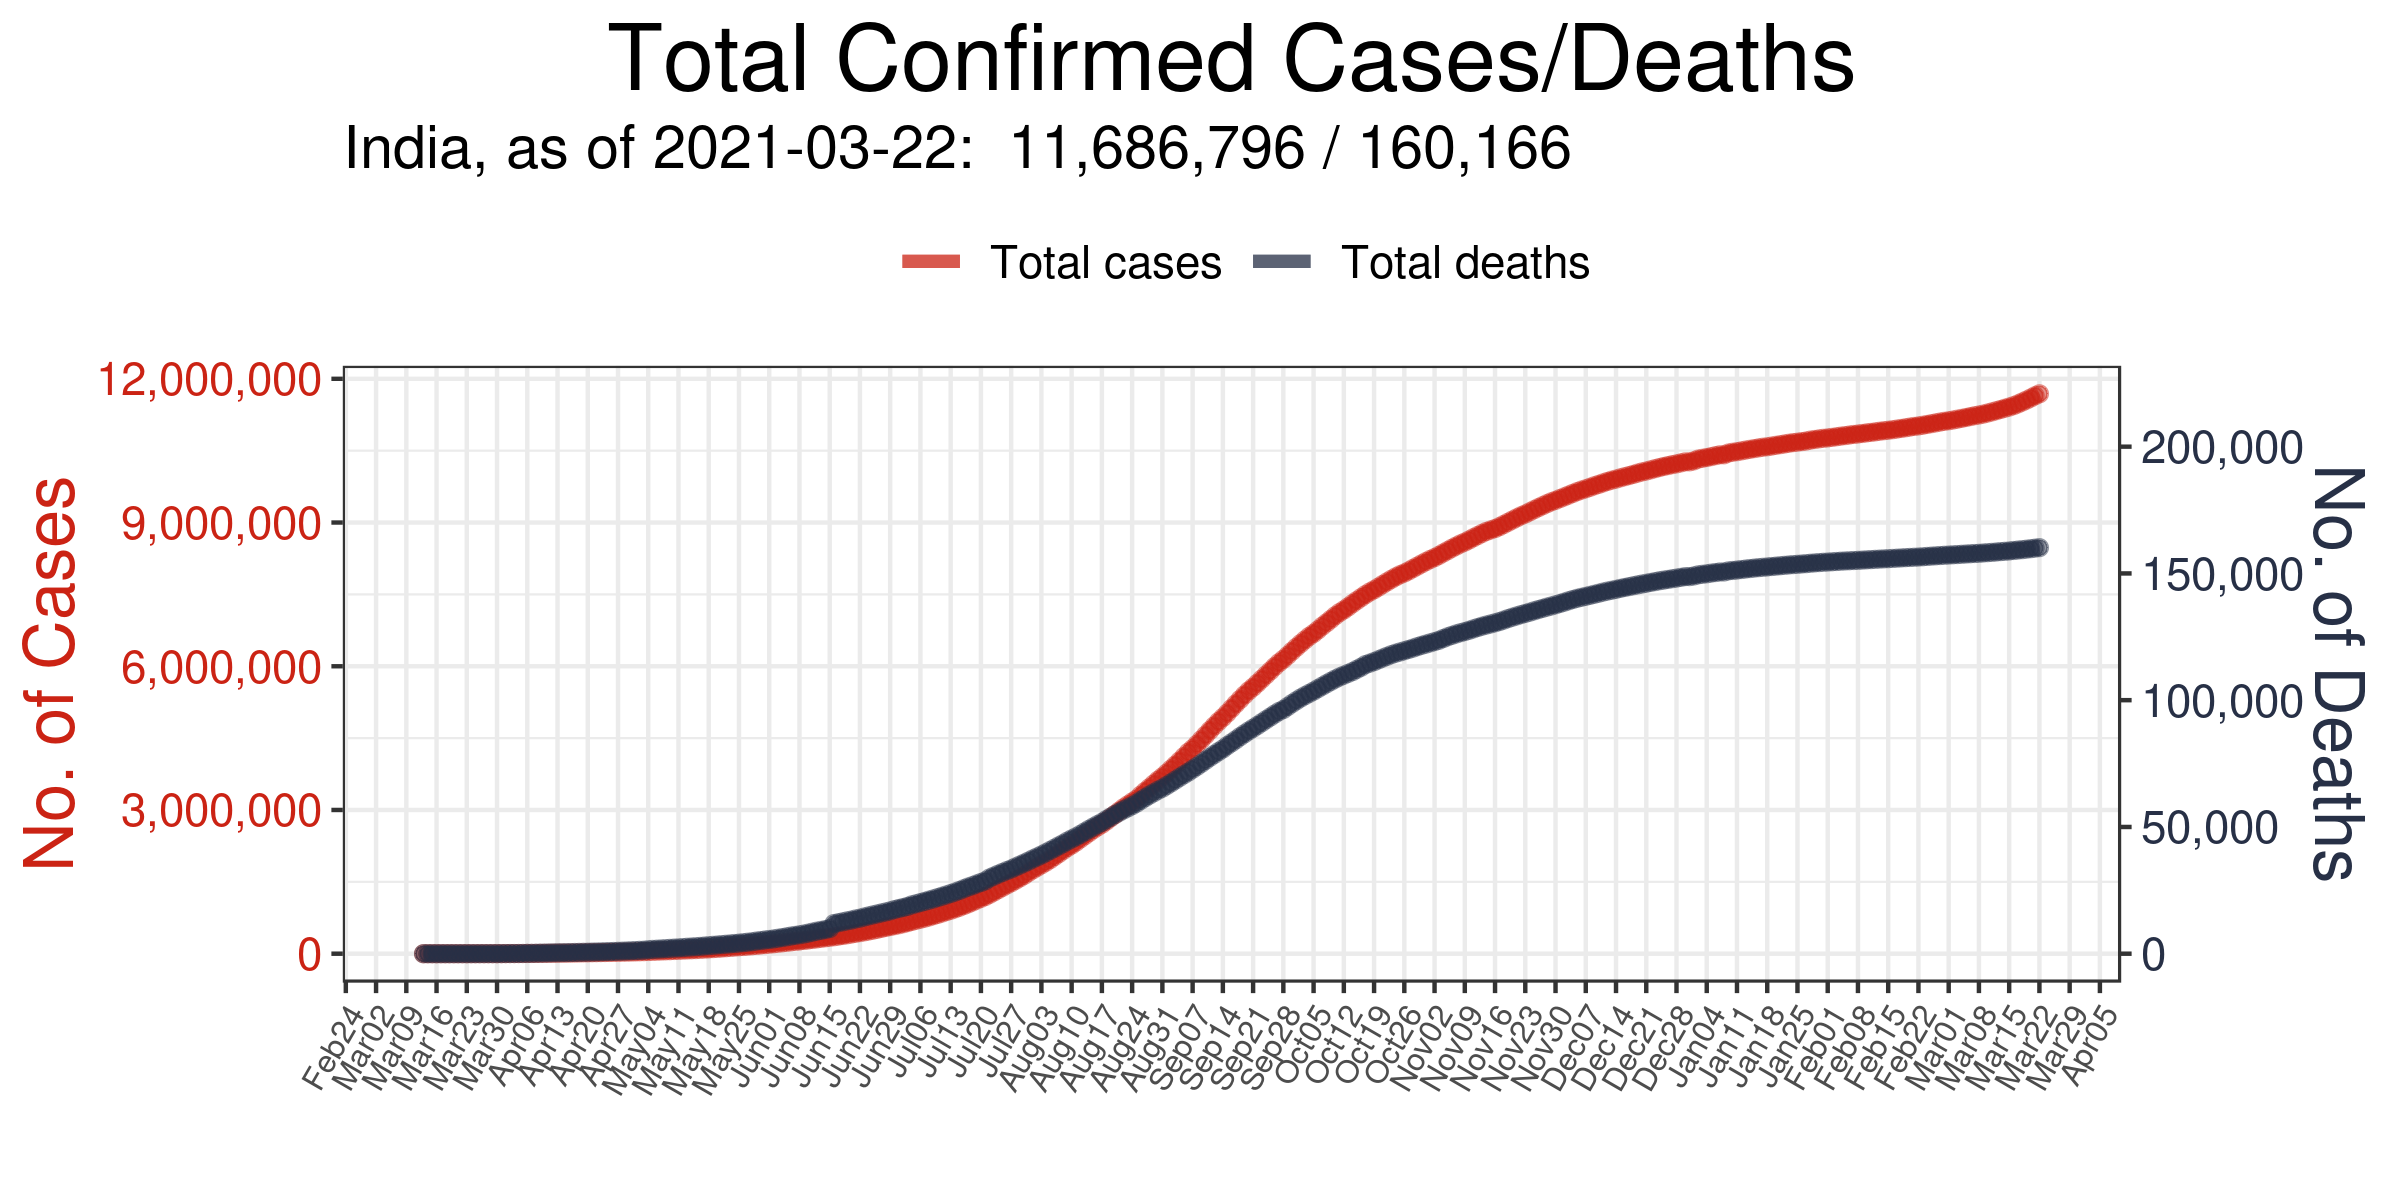 Total Confirmed Cases/Deaths
India, as of 2021-03-22:  11,686,796 / 160,166
Total cases
Total deaths
No. of Cases
12,000,000
9,000,000
6,000,000
3,000,000
0
200,000
150,000
100,000
50,000
0
No. of Deaths
Feb24
Mar02
Mar09
Mar16
Mar23
Mar30
Apr06
Apr13
Apr20
Apr27
May04
May11
May18
May25
Jun01
Jun08
Jun15
Jun22
Jun29
Jul06
Jul13
Jul20
Jul27
Aug03
Aug10
Aug17
Aug24
Aug31
Sep07
Sep14
Sep21
Sep28
Oct05
Oct12
Oct19
Oct26
Nov02
Nov09
Nov16
Nov23
Nov30
Dec07
Dec14
Dec21
Dec28
Jan04
Jan11
Jan18
Jan25
Feb01
Feb08
Feb15
Feb22
Mar01
Mar08
Mar15
Mar22
Mar29
Apr05